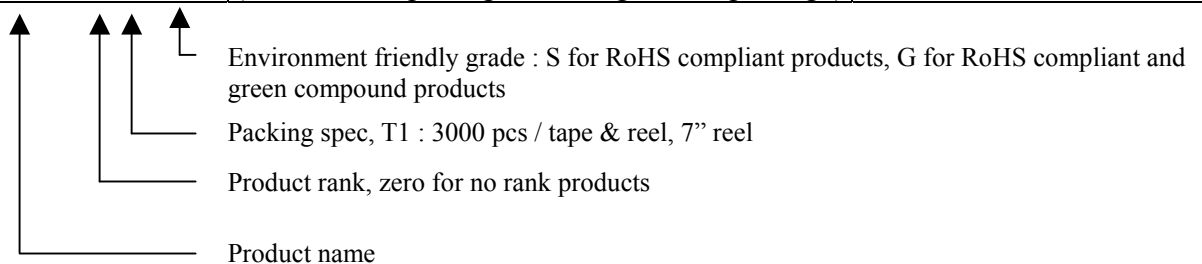 Environment friendly grade : S for RoHS compliant products, G for RoHS compliant and
green compound products
Packing spec, T1 : 3000 pcs / tape & reel, 7” reel
Product rank, zero for no rank products
Product name